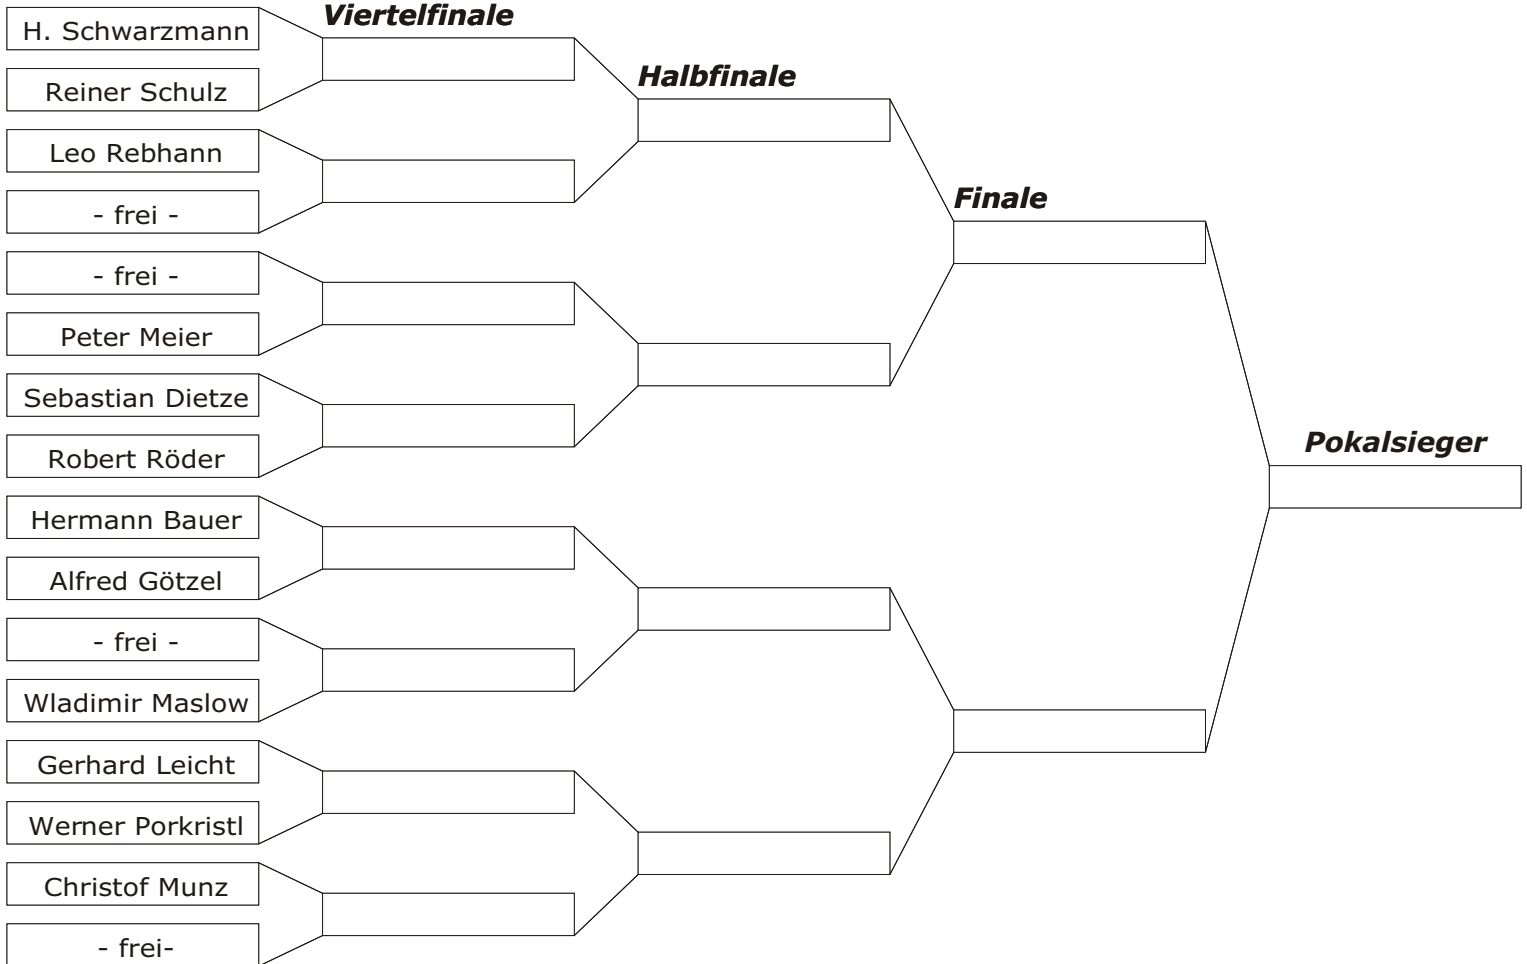 Viertelfinale
H. Schwarzmann
Reiner Schulz
Halbfinale
Leo Rebhann
- frei -
Finale
- frei -
Peter Meier
Sebastian Dietze
Robert Röder
Pokalsieger
Hermann Bauer
Alfred Götzel
- frei -
Wladimir Maslow
Gerhard Leicht
Werner Porkristl
Christof Munz
- frei-